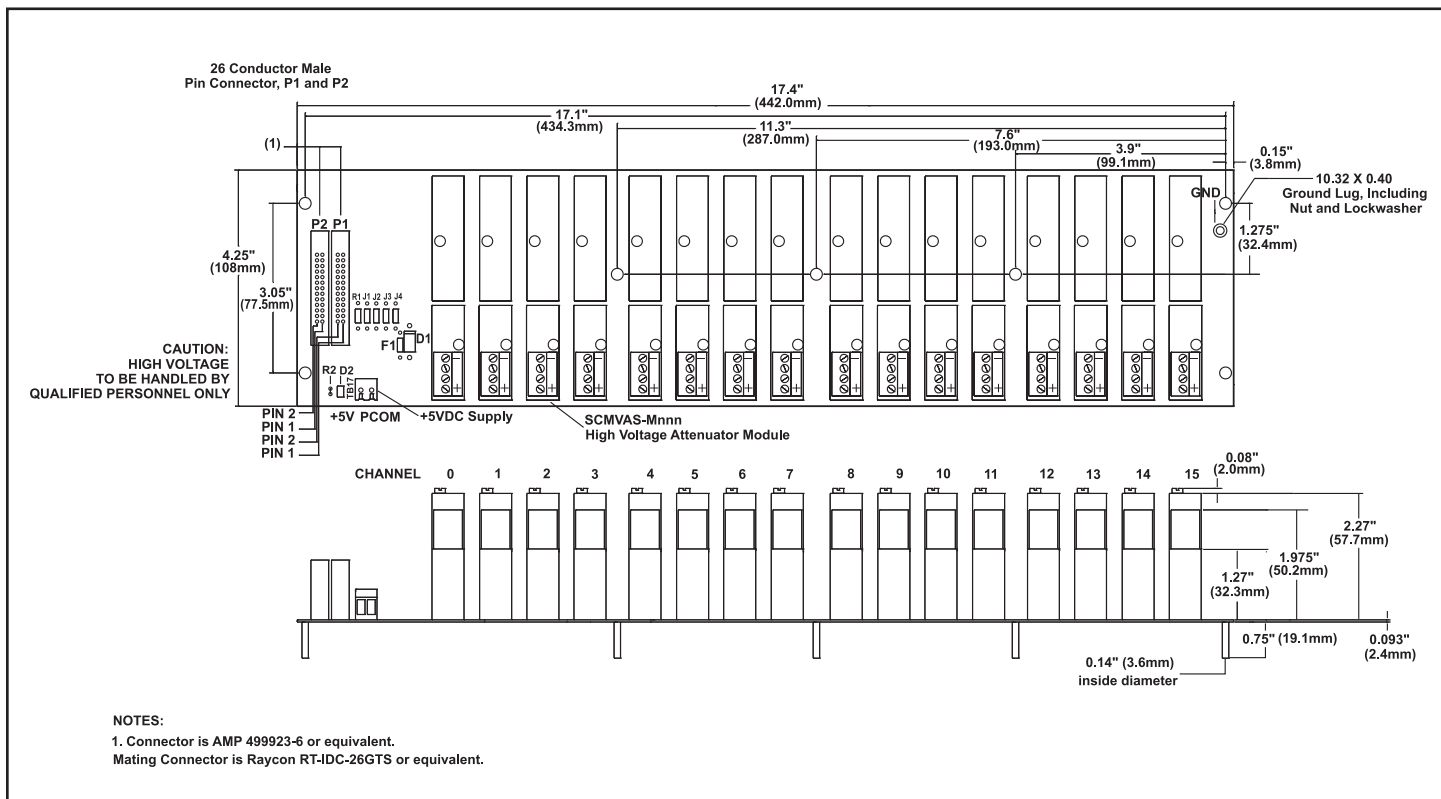 26 Conductor Male
Pin Connector, P1 and P2
17.4"
(442.0mm)
17.1"
(434.3mm)
11.3"
(287.0mm)
7.6"
(193.0mm)
3.9"
(99.1mm)
0.15"
(3.8mm)
(1)
10.32 X 0.40
Ground Lug, Including
Nut and Lockwasher
GND
P2 P1
1.275"
(32.4mm)
4.25"
(108mm)
3.05"
(77.5mm)
R1 J1 J2 J3 J4
F1 D1
CAUTION:
HIGH VOLTAGE
TO BE HANDLED BY
QUALIFIED PERSONNEL ONLY
R2 D2
TB17
+5V PCOM
+5VDC Supply
PIN 2
PIN 1
PIN 2
PIN 1
SCMVAS-Mnnn
High Voltage Attenuator Module
CHANNEL 0 1 2 3 4 5 6 7 8 9 10 11 12 13 14 15
0.08"
(2.0mm)
2.27"
(57.7mm)
1.975"
(50.2mm)
1.27"
(32.3mm)
0.75" (19.1mm)
0.093"
(2.4mm)
0.14" (3.6mm)
inside diameter
NOTES:
1. Connector is AMP 499923-6 or equivalent.
Mating Connector is Raycon RT-IDC-26GTS or equivalent.